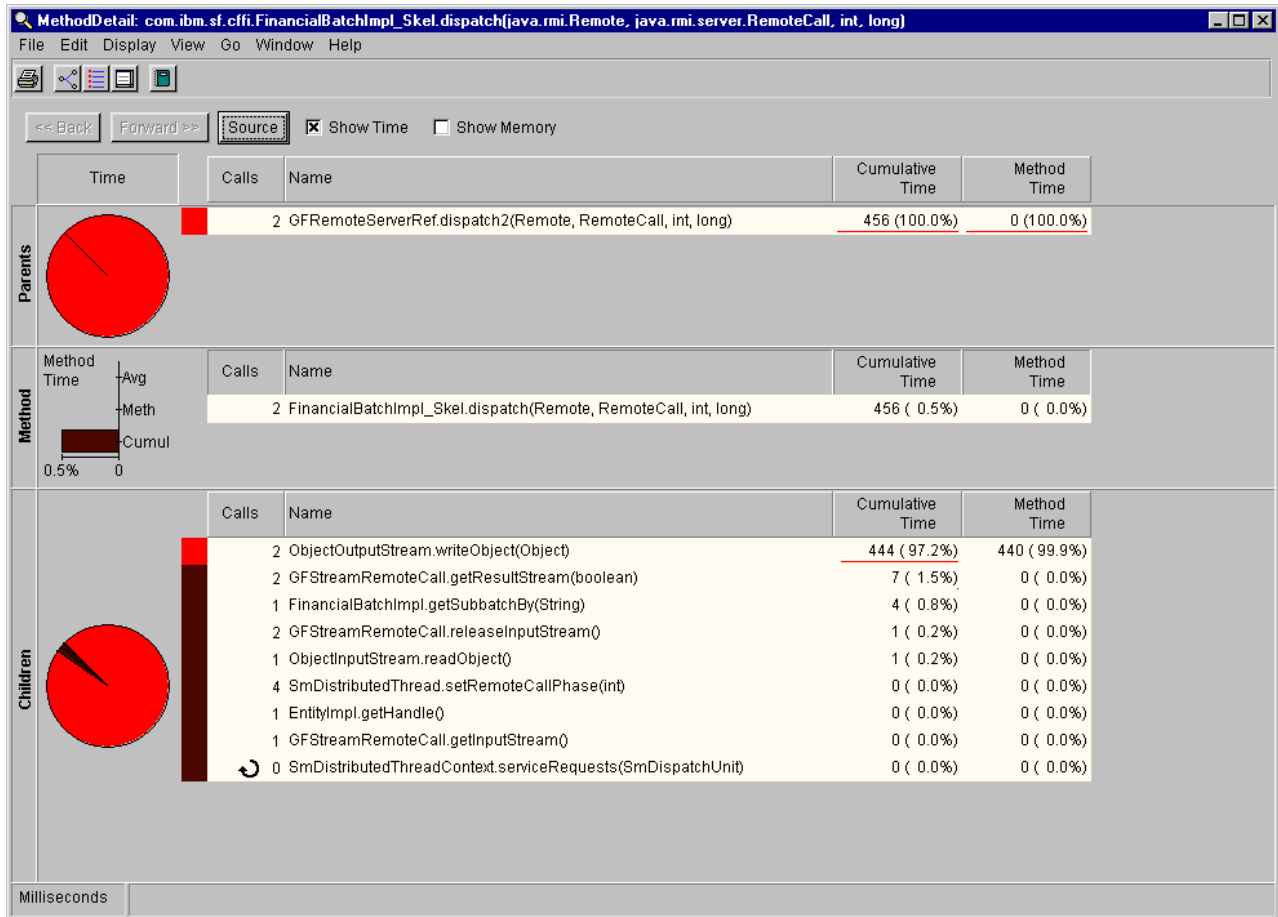 MethodDetail: com.ibm.sf.cffi.FinancialBatchImpl_Skel.dispatch(java.rmi.Remote, java.rmi.server.RemoteCall, int, long)
File Edit Display View Go Window Help
<< Back Forward >> Source Show Time Show Memory
Time Calls Name Cumulative Time Method Time
Parents
2 GFRemoteServerRef.dispatch2(Remote, RemoteCall, int, long) 456 (100.0%) 0 (100.0%)
Method
Method Time Avg Meth Cumul 0.5% 0
Calls Name Cumulative Time Method Time
2 FinancialBatchImpl_Skel.dispatch(Remote, RemoteCall, int, long) 456 ( 0.5%) 0 ( 0.0%)
Children
Calls Name Cumulative Time Method Time
2 ObjectOutputStream.writeObject(Object) 444 ( 97.2%) 440 ( 99.9%)
2 GFStreamRemoteCall.getResultStream(boolean) 7 ( 1.5%) 0 ( 0.0%)
1 FinancialBatchImpl.getSubbatchBy(String) 4 ( 0.8%) 0 ( 0.0%)
2 GFStreamRemoteCall.releaseInputStream() 1 ( 0.2%) 0 ( 0.0%)
1 ObjectInputStream.readObject() 1 ( 0.2%) 0 ( 0.0%)
4 SmDistributedThread.setRemoteCallPhase(int) 0 ( 0.0%) 0 ( 0.0%)
1 EntityImpl.getHandle() 0 ( 0.0%) 0 ( 0.0%)
1 GFStreamRemoteCall.getInputStream() 0 ( 0.0%) 0 ( 0.0%)
0 SmDistributedThreadContext.serviceRequests(SmDispatchUnit) 0 ( 0.0%) 0 ( 0.0%)
Milliseconds